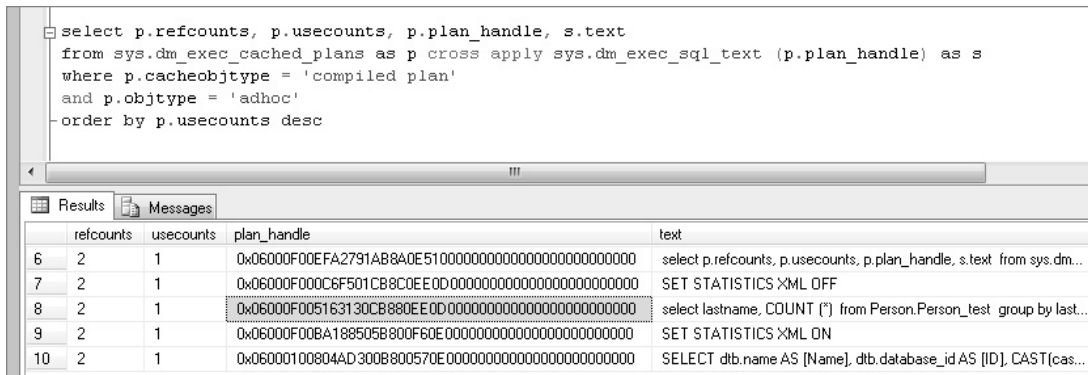 select p.refcounts, p.usecounts, p.plan_handle, s.text
from sys.dm_exec_cached_plans as p cross apply sys.dm_exec_sql_text (p.plan_handle) as s
where p.cacheobjtype = 'compiled plan'
and p.objtype = 'adhoc'
order by p.usecounts desc
Results Messages
refcounts usecounts plan_handle text
6 2 1 0x06000F00EFA2791AB8A0E510000000000000000000000000 select p.refcounts, p.usecounts, p.plan_handle, s.text from sys.dm...
7 2 1 0x06000F000C6F501CB8C0EE0D000000000000000000000000 SET STATISTICS XML OFF
8 2 1 0x06000F005163130CB880EE0D000000000000000000000000 select lastname, COUNT (*) from Person.Person_test group by last...
9 2 1 0x06000F00BA188505B800F60E000000000000000000000000 SET STATISTICS XML ON
10 2 1 0x06000100804AD300B800570E000000000000000000000000 SELECT dtb.name AS [Name], dtb.database_id AS [ID], CAST(cas...